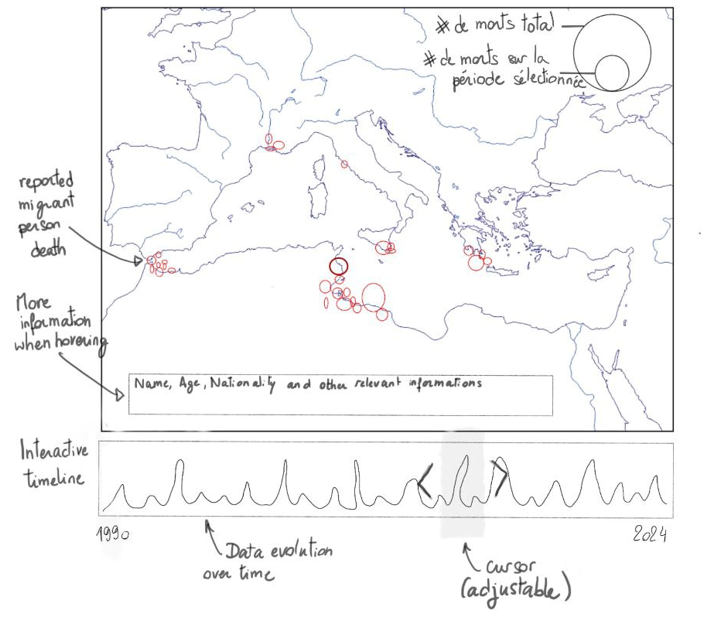 # de morts total
# de morts sur la
période sélectionnée
reported
migrant
person
death
More
information
when hovering
Name, Age, Nationality and other relevant informations
Interactive
timeline
< >
1990
2024
Data evolution
over time
cursor
(adjustable)